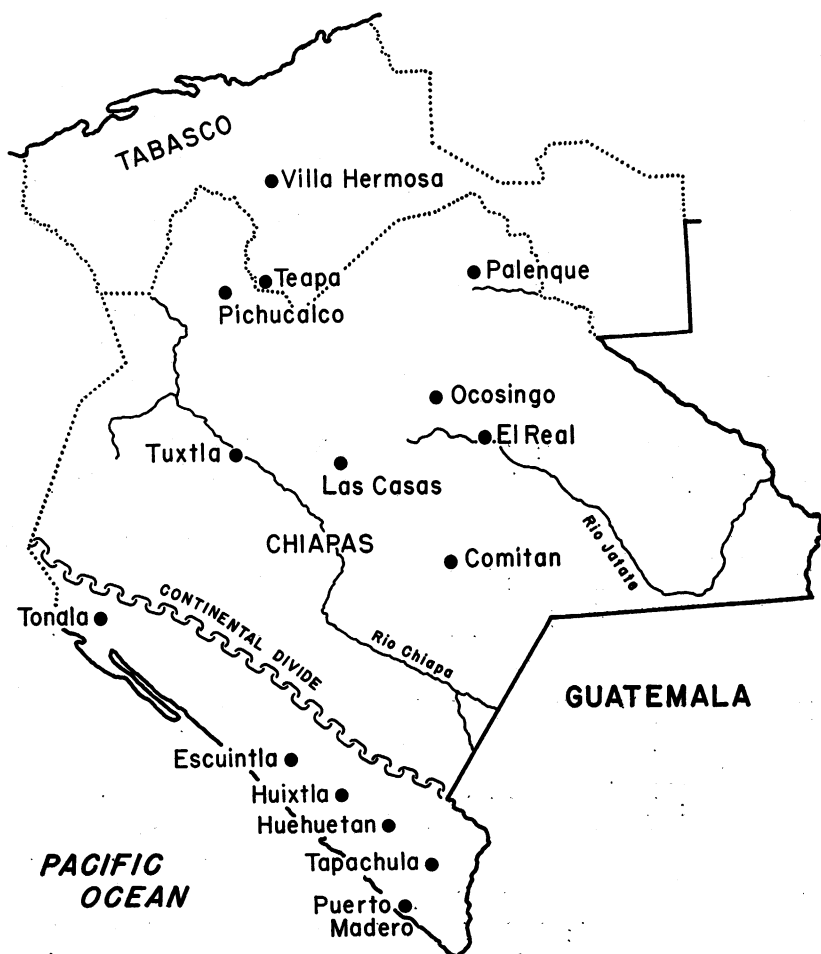 TABASCO
Villa Hermosa
Teapa
Palenque
Pichucalco
Ocosingo
El Real
Tuxtla
Las Casas
Rio Jatate
CHIAPAS
Comitan
CONTINENTAL DIVIDE
Tonala
Rio Chiapa
GUATEMALA
Escuintla
Huixtla
Huehuetan
PACIFIC
OCEAN
Tapachula
Puerto
Madero